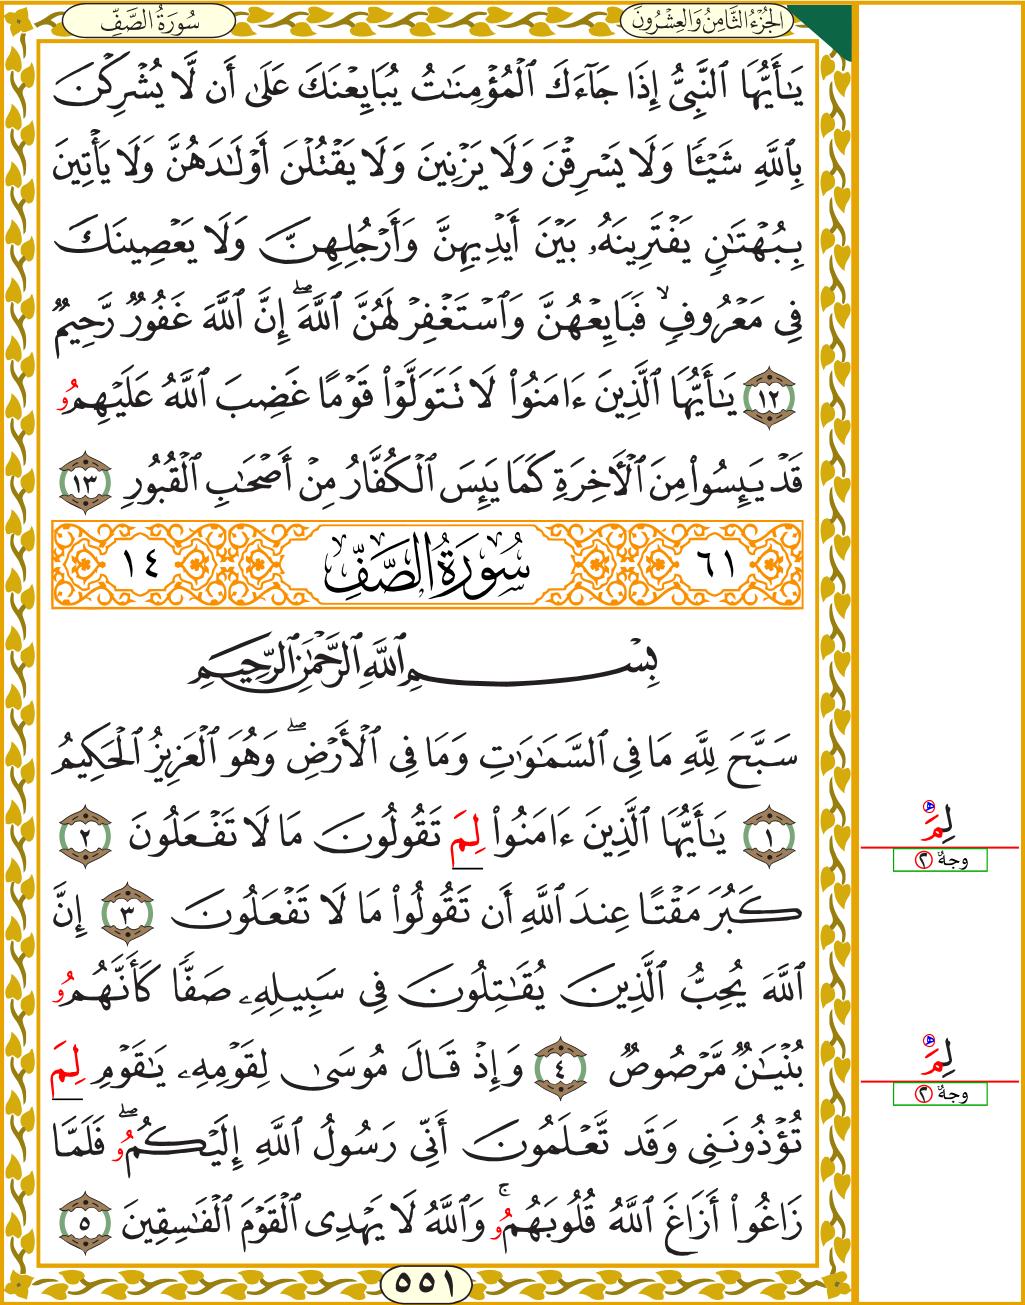 الجُزْءُ الثَّامِنُ وَالعِشْرُونَ
سُورَةُ الصَّفِّ
يَـٰٓأَيُّهَا ٱلنَّبِىُّ إِذَا جَآءَكَ ٱلْمُؤْمِنَـٰتُ يُبَايِعْنَكَ عَلَىٰٓ أَن لَّا يُشْرِكْنَ
بِٱللَّهِ شَيْـًٔا وَلَا يَسْرِقْنَ وَلَا يَزْنِينَ وَلَا يَقْتُلْنَ أَوْلَـٰدَهُنَّ وَلَا يَأْتِينَ
بِبُهْتَـٰنٍ يَفْتَرِينَهُۥ بَيْنَ أَيْدِيهِنَّ وَأَرْجُلِهِنَّ وَلَا يَعْصِينَكَ
فِى مَعْرُوفٍ ۙ فَبَايِعْهُنَّ وَٱسْتَغْفِرْ لَهُنَّ ٱللَّهَ ۖ إِنَّ ٱللَّهَ غَفُورٌ رَّحِيمٌ
١٢ يَـٰٓأَيُّهَا ٱلَّذِينَ ءَامَنُوا۟ لَا تَتَوَلَّوْا۟ قَوْمًا غَضِبَ ٱللَّهُ عَلَيْهِمُۥ
قَدْ يَئِسُوا۟ مِنَ ٱلْـَٔاخِرَةِ كَمَا يَئِسَ ٱلْكُفَّارُ مِنْ أَصْحَـٰبِ ٱلْقُبُورِ ١٣
٦١ سُورَةُ الصَّفِّ ١٤
بِسْمِ ٱللَّهِ ٱلرَّحْمَـٰنِ ٱلرَّحِيمِ
سَبَّحَ لِلَّهِ مَا فِى ٱلسَّمَـٰوَٰتِ وَمَا فِى ٱلْأَرْضِ ۖ وَهُوَ ٱلْعَزِيزُ ٱلْحَكِيمُ
١ يَـٰٓأَيُّهَا ٱلَّذِينَ ءَامَنُوا۟ لِمَ تَقُولُونَ مَا لَا تَفْعَلُونَ ٢
كَبُرَ مَقْتًا عِندَ ٱللَّهِ أَن تَقُولُوا۟ مَا لَا تَفْعَلُونَ ٣ إِنَّ
ٱللَّهَ يُحِبُّ ٱلَّذِينَ يُقَـٰتِلُونَ فِى سَبِيلِهِۦ صَفًّا كَأَنَّهُمُۥ
بُنْيَـٰنٌ مَّرْصُوصٌ ٤ وَإِذْ قَالَ مُوسَىٰ لِقَوْمِهِۦ يَـٰقَوْمِ لِمَ
تُؤْذُونَنِى وَقَد تَّعْلَمُونَ أَنِّى رَسُولُ ٱللَّهِ إِلَيْكُمُۥ ۖ فَلَمَّا
زَاغُوٓا۟ أَزَاغَ ٱللَّهُ قُلُوبَهُمُۥ ۚ وَٱللَّهُ لَا يَهْدِى ٱلْقَوْمَ ٱلْفَـٰسِقِينَ ٥
٥٥١
لِمَهْ
وجهٌ ٢
لِمَهْ
وجهٌ ٢